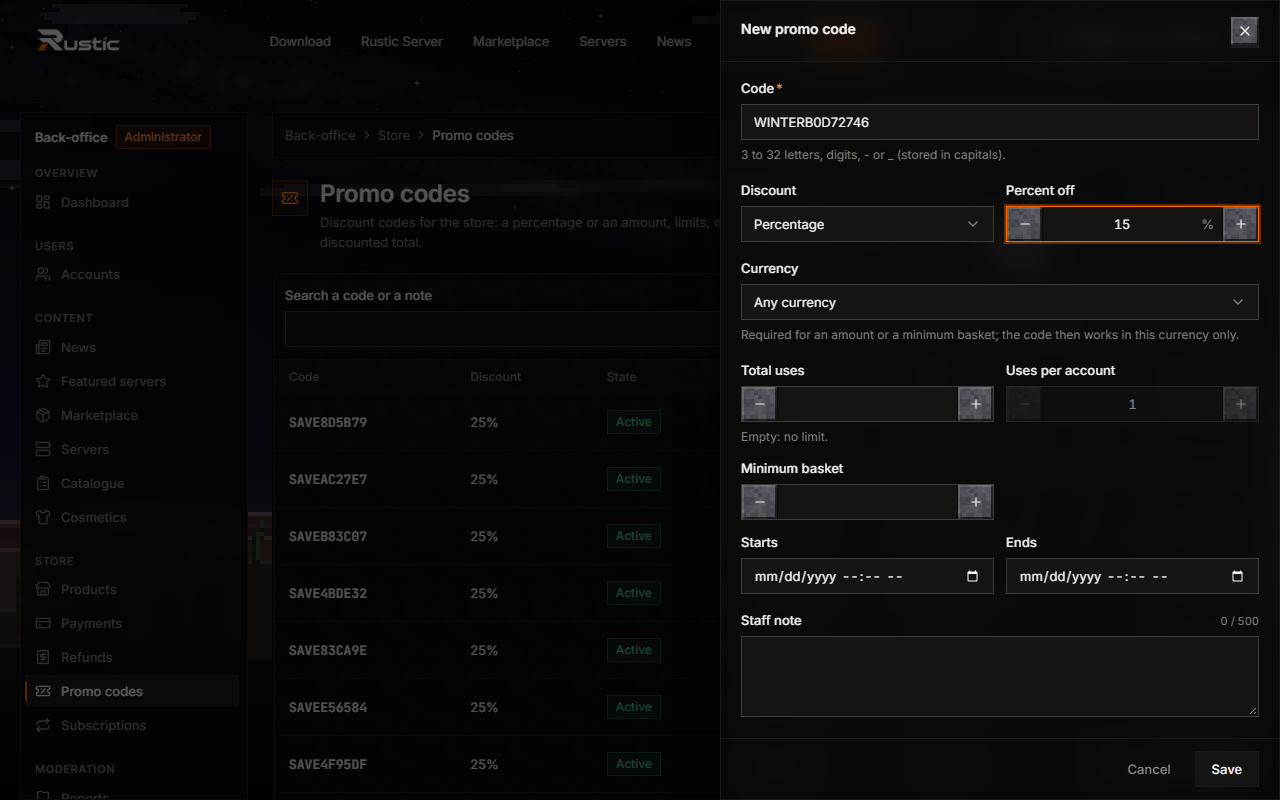 Rustic
Download
Rustic Server
Marketplace
Servers
News
Back-office
Administrator
OVERVIEW
Dashboard
USERS
Accounts
CONTENT
News
Featured servers
Marketplace
Servers
Catalogue
Cosmetics
STORE
Products
Payments
Refunds
Promo codes
Subscriptions
MODERATION
Reports
Back-office > Store > Promo codes
Promo codes
Discount codes for the store: a percentage or an amount, limits,
discounted total.
Search a code or a note
Code Discount State
SAVE8D5B79 25% Active
SAVEAC27E7 25% Active
SAVEB83C07 25% Active
SAVE4BDE32 25% Active
SAVE83CA9E 25% Active
SAVEE56584 25% Active
SAVE4F95DF 25% Active
New promo code
Code*
WINTERB0D72746
3 to 32 letters, digits, - or _ (stored in capitals).
Discount
Percentage
Percent off
− 15 % +
Currency
Any currency
Required for an amount or a minimum basket; the code then works in this currency only.
Total uses
− +
Empty: no limit.
Uses per account
− 1 +
Minimum basket
− +
Starts
mm/dd/yyyy --:-- --
Ends
mm/dd/yyyy --:-- --
Staff note
0 / 500
Cancel
Save